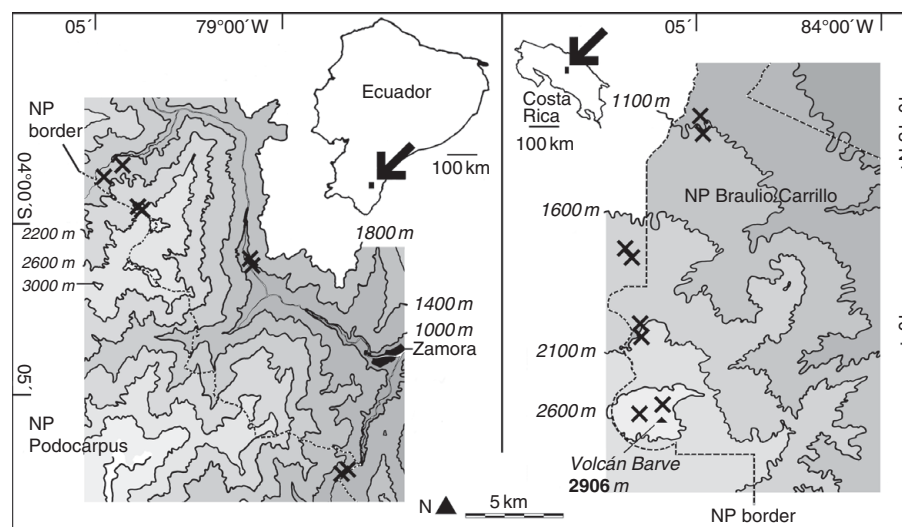 05´
79°00´W
NP
border
04°00´S
2200 m
2600 m
3000 m
05´
NP
Podocarpus
Ecuador
100 km
1800 m
1400 m
1000 m
Zamora
N
5 km
05´
84°00´W
Costa
Rica
100 km
1100 m
NP Braulio Carrillo
1600 m
2100 m
2600 m
Volcán Barve
2906 m
NP border